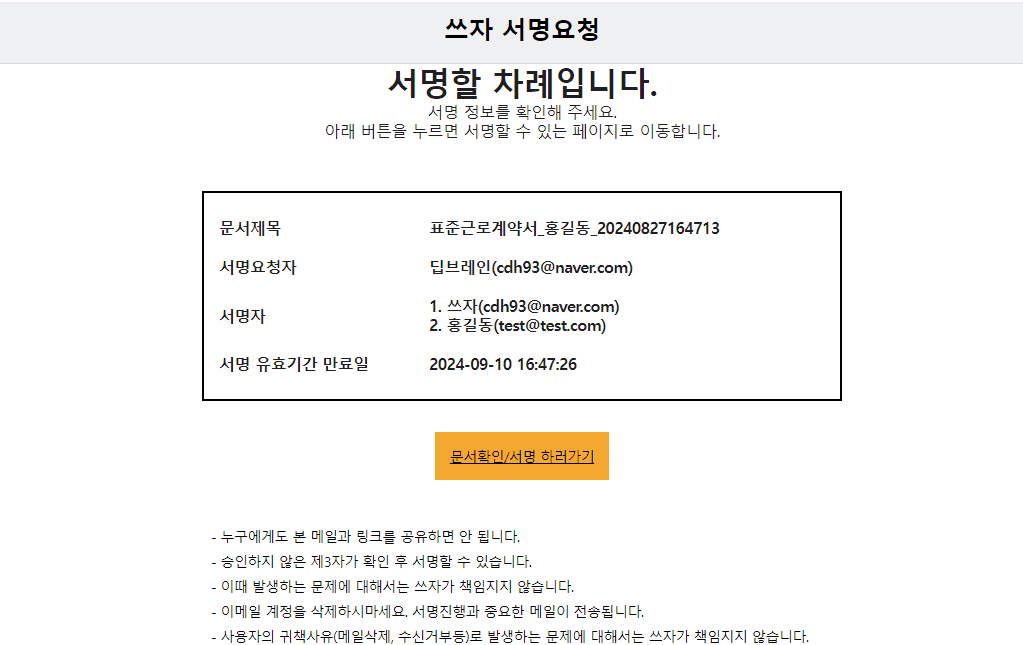 쓰자 서명요청
서명할 차례입니다.
서명 정보를 확인해 주세요.
아래 버튼을 누르면 서명할 수 있는 페이지로 이동합니다.
문서제목 표준근로계약서_홍길동_20240827164713
서명요청자 딥브레인(cdh93@naver.com)
서명자 1. 쓰자(cdh93@naver.com)
2. 홍길동(test@test.com)
서명 유효기간 만료일 2024-09-10 16:47:26
문서확인/서명 하러가기
- 누구에게도 본 메일과 링크를 공유하면 안 됩니다.
- 승인하지 않은 제3자가 확인 후 서명할 수 있습니다.
- 이때 발생하는 문제에 대해서는 쓰자가 책임지지 않습니다.
- 이메일 계정을 삭제하시마세요. 서명진행과 중요한 메일이 전송됩니다.
- 사용자의 귀책사유(메일삭제, 수신거부등)로 발생하는 문제에 대해서는 쓰자가 책임지지 않습니다.